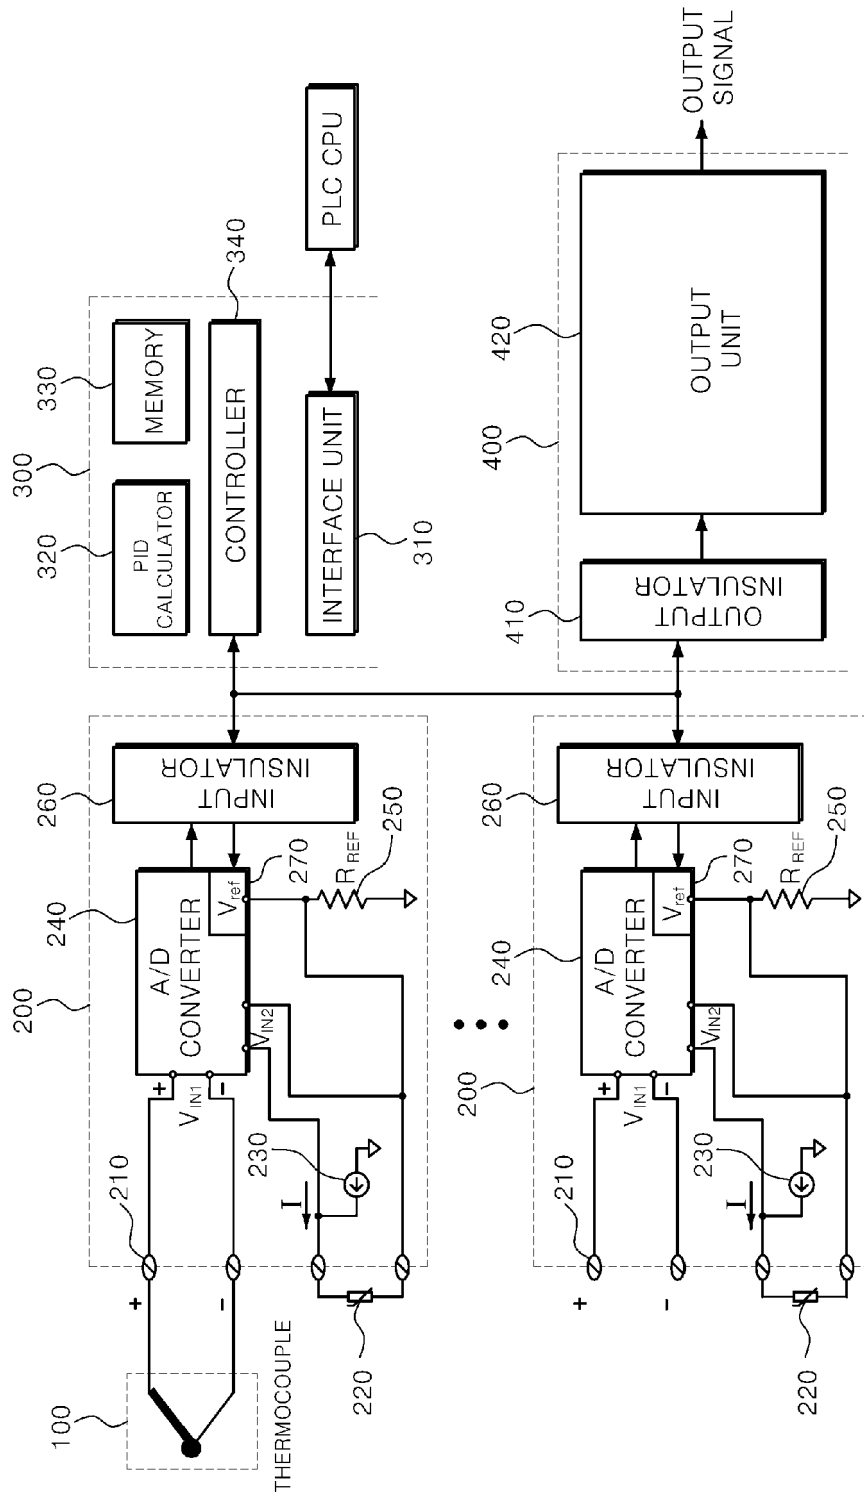 100
THERMOCOUPLE
+
-
210
220
200
+
V_IN1
-
I
230
240
A/D
CONVERTER
V_IN2
V_ref
270
R_REF
250
260
INPUT
INSULATOR
300
320
PID
CALCULATOR
330
MEMORY
CONTROLLER
340
INTERFACE UNIT
310
PLC CPU
+
-
210
220
200
+
V_IN1
-
I
230
240
A/D
CONVERTER
V_IN2
V_ref
270
R_REF
250
260
INPUT
INSULATOR
400
410
OUTPUT
INSULATOR
420
OUTPUT
UNIT
OUTPUT
SIGNAL